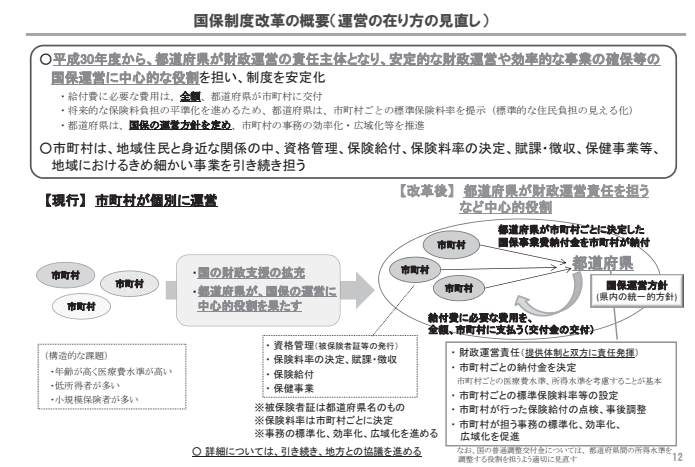 国保制度改革の概要（運営の在り方の見直し）
○平成30年度から、都道府県が財政運営の責任主体となり、安定的な財政運営や効率的な事業の確保等の
国保運営に中心的な役割を担い、制度を安定化
・給付費に必要な費用は、全額、都道府県が市町村に交付
・将来的な保険料負担の平準化を進めるため、都道府県は、市町村ごとの標準保険料率を提示（標準的な住民負担の見える化）
・都道府県は、国保の運営方針を定め、市町村の事務の効率化・広域化等を推進
○市町村は、地域住民と身近な関係の中、資格管理、保険給付、保険料率の決定、賦課・徴収、保健事業等、
地域におけるきめ細かい事業を引き続き担う
【現行】 市町村が個別に運営
市町村
市町村
市町村
（構造的な課題）
・年齢が高く医療費水準が高い
・低所得者が多い
・小規模保険者が多い
・国の財政支援の拡充
・都道府県が、国保の運営に
中心的役割を果たす
【改革後】 都道府県が財政運営責任を担う
など中心的役割
都道府県が市町村ごとに決定した
国保事業費納付金を市町村が納付
市町村
市町村
市町村
都道府県
国保運営方針
(県内の統一的方針)
給付費に必要な費用を、
全額、市町村に支払う（交付金の交付）
・資格管理（被保険者証等の発行）
・保険料率の決定、賦課・徴収
・保険給付
・保健事業
※被保険者証は都道府県名のもの
※保険料率は市町村ごとに決定
※事務の標準化、効率化、広域化を進める
・財政運営責任（提供体制と双方に責任発揮）
・市町村ごとの納付金を決定
市町村ごとの医療費水準、所得水準を考慮することが基本
・市町村ごとの標準保険料率等の設定
・市町村が行った保険給付の点検、事後調整
・市町村が担う事務の標準化、効率化、
広域化を促進
なお、国の普通調整交付金については、都道府県間の所得水準を
調整する役割を担うよう適切に見直す
○ 詳細については、引き続き、地方との協議を進める
12